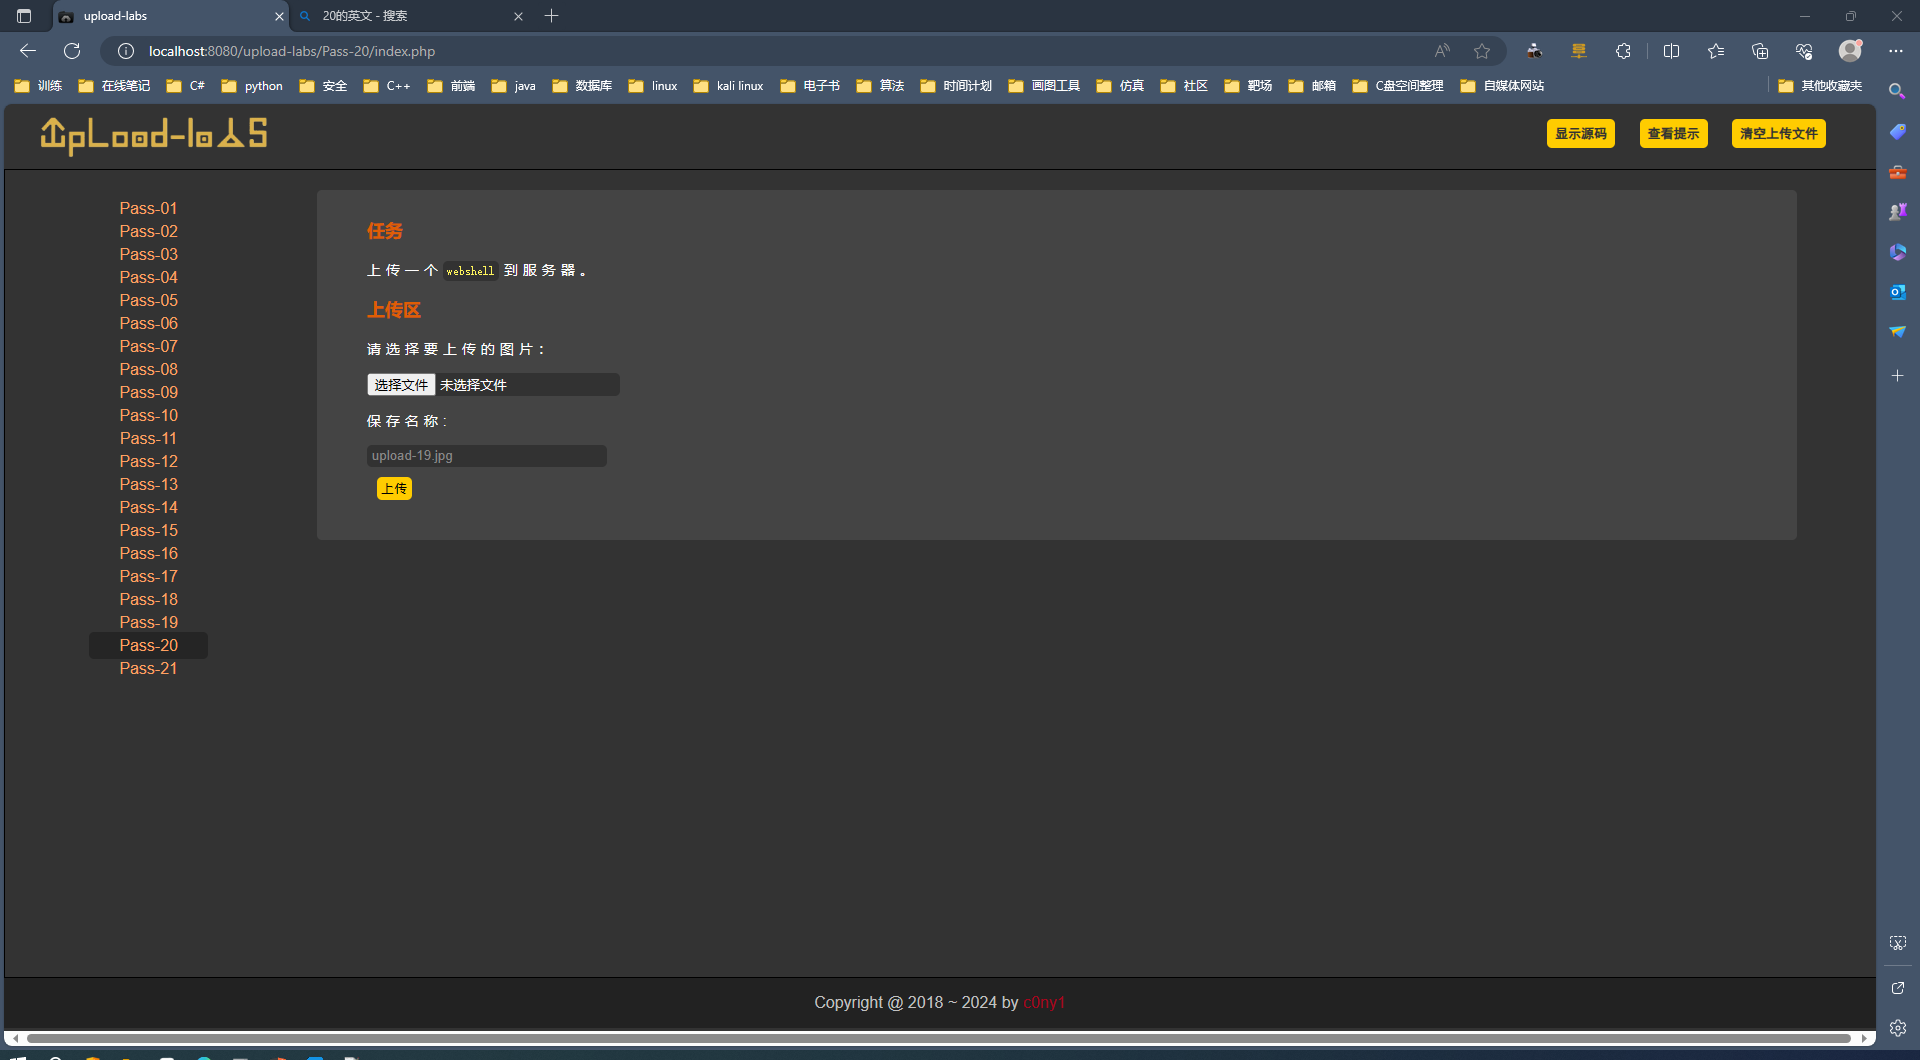 upload-labs
20的英文 - 搜索
localhost:8080/upload-labs/Pass-20/index.php
训练 在线笔记 C# python 安全 C++ 前端 java 数据库 linux kali linux 电子书 算法 时间计划 画图工具 仿真 社区 靶场 邮箱 C盘空间整理 自媒体网站 其他收藏夹
UpLoad-labS
显示源码 查看提示 清空上传文件
Pass-01
Pass-02
Pass-03
Pass-04
Pass-05
Pass-06
Pass-07
Pass-08
Pass-09
Pass-10
Pass-11
Pass-12
Pass-13
Pass-14
Pass-15
Pass-16
Pass-17
Pass-18
Pass-19
Pass-20
Pass-21
任务
上传一个 webshell 到服务器。
上传区
请选择要上传的图片：
选择文件 未选择文件
保存名称:
upload-19.jpg
上传
Copyright @ 2018 ~ 2024 by c0ny1